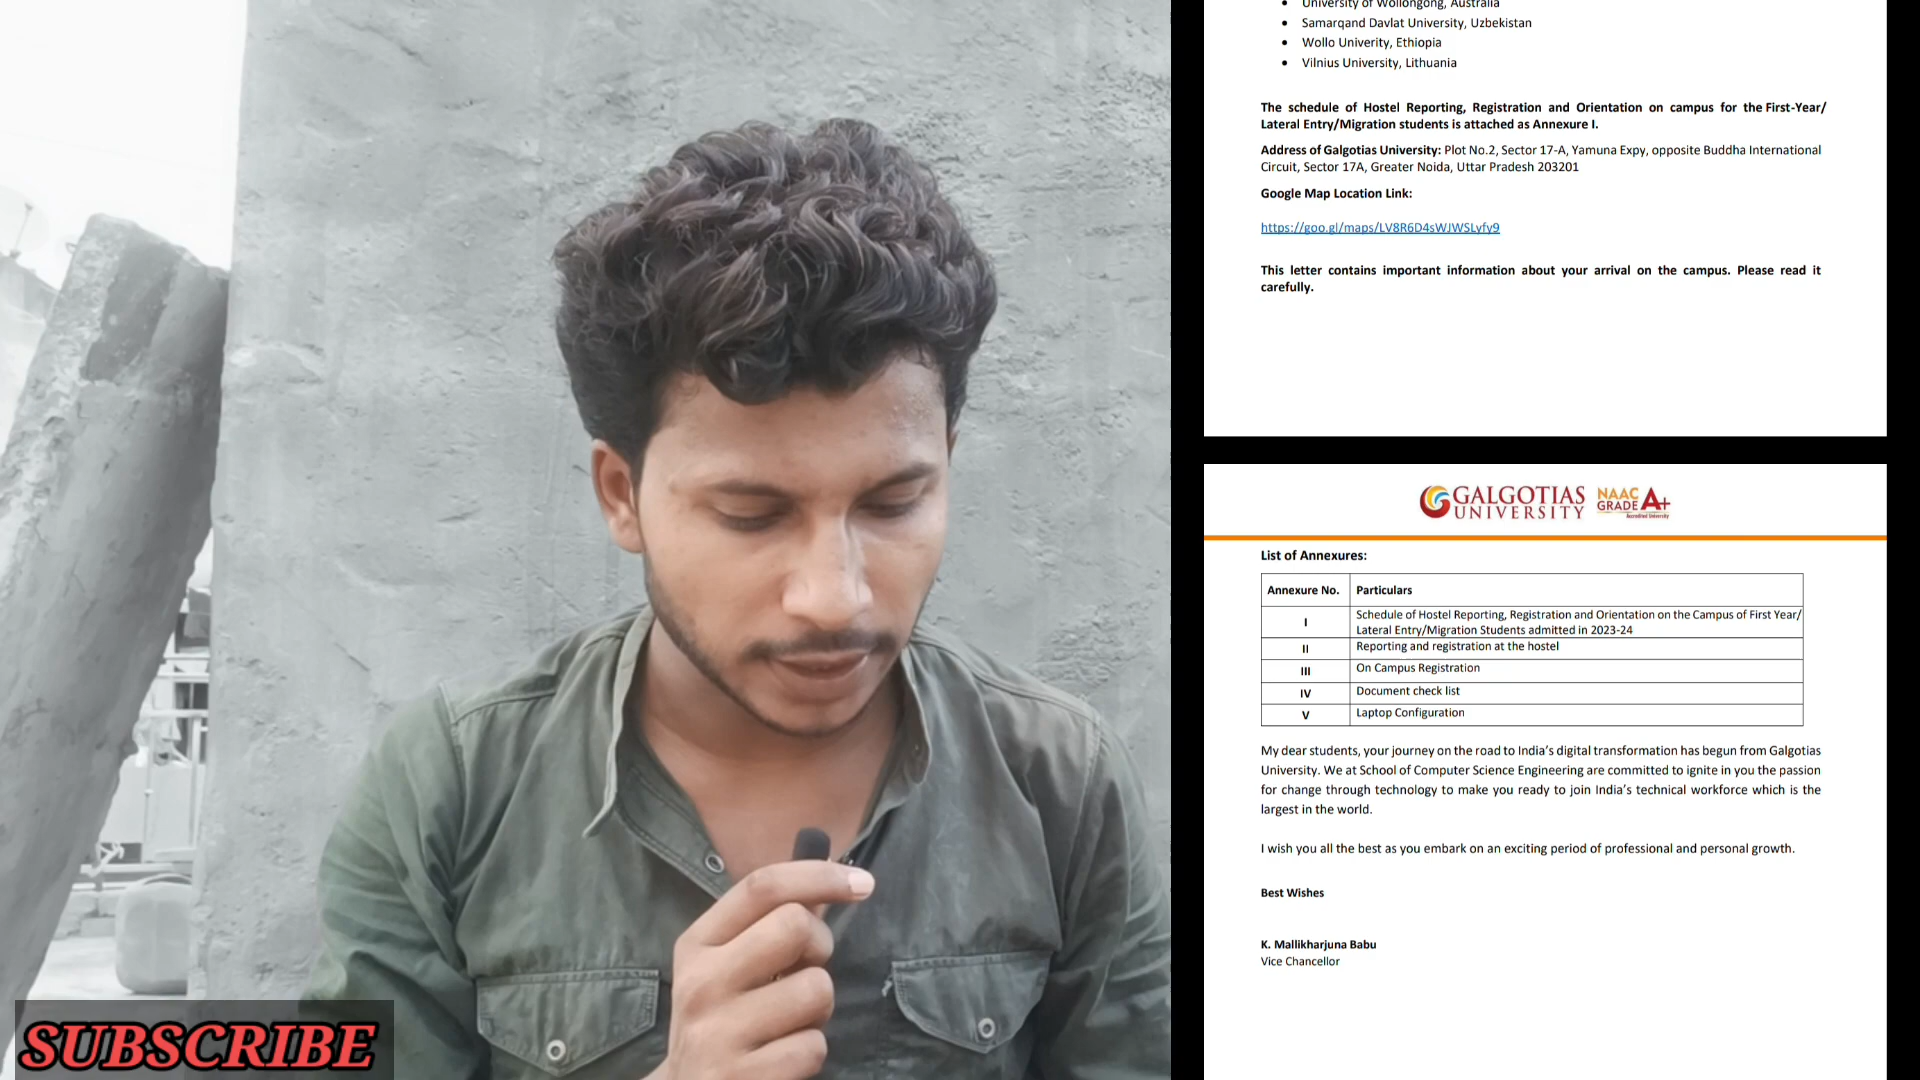 University of Wollongong, Australia
Samarqand Davlat University, Uzbekistan
Wollo Univerity, Ethiopia
Vilnius University, Lithuania
The schedule of Hostel Reporting, Registration and Orientation on campus for the First-Year/
Lateral Entry/Migration students is attached as Annexure I.
Address of Galgotias University: Plot No.2, Sector 17-A, Yamuna Expy, opposite Buddha International
Circuit, Sector 17A, Greater Noida, Uttar Pradesh 203201
Google Map Location Link:
https://goo.gl/maps/LV8R6D4sWJWSLyfy9
This letter contains important information about your arrival on the campus. Please read it
carefully.
GALGOTIAS
UNIVERSITY
NAAC
GRADE A+
Accredited University
List of Annexures:
Annexure No. Particulars
I Schedule of Hostel Reporting, Registration and Orientation on the Campus of First Year/
Lateral Entry/Migration Students admitted in 2023-24
II Reporting and registration at the hostel
III On Campus Registration
IV Document check list
V Laptop Configuration
My dear students, your journey on the road to India's digital transformation has begun from Galgotias
University. We at School of Computer Science Engineering are committed to ignite in you the passion
for change through technology to make you ready to join India's technical workforce which is the
largest in the world.
I wish you all the best as you embark on an exciting period of professional and personal growth.
Best Wishes
K. Mallikharjuna Babu
Vice Chancellor
SUBSCRIBE